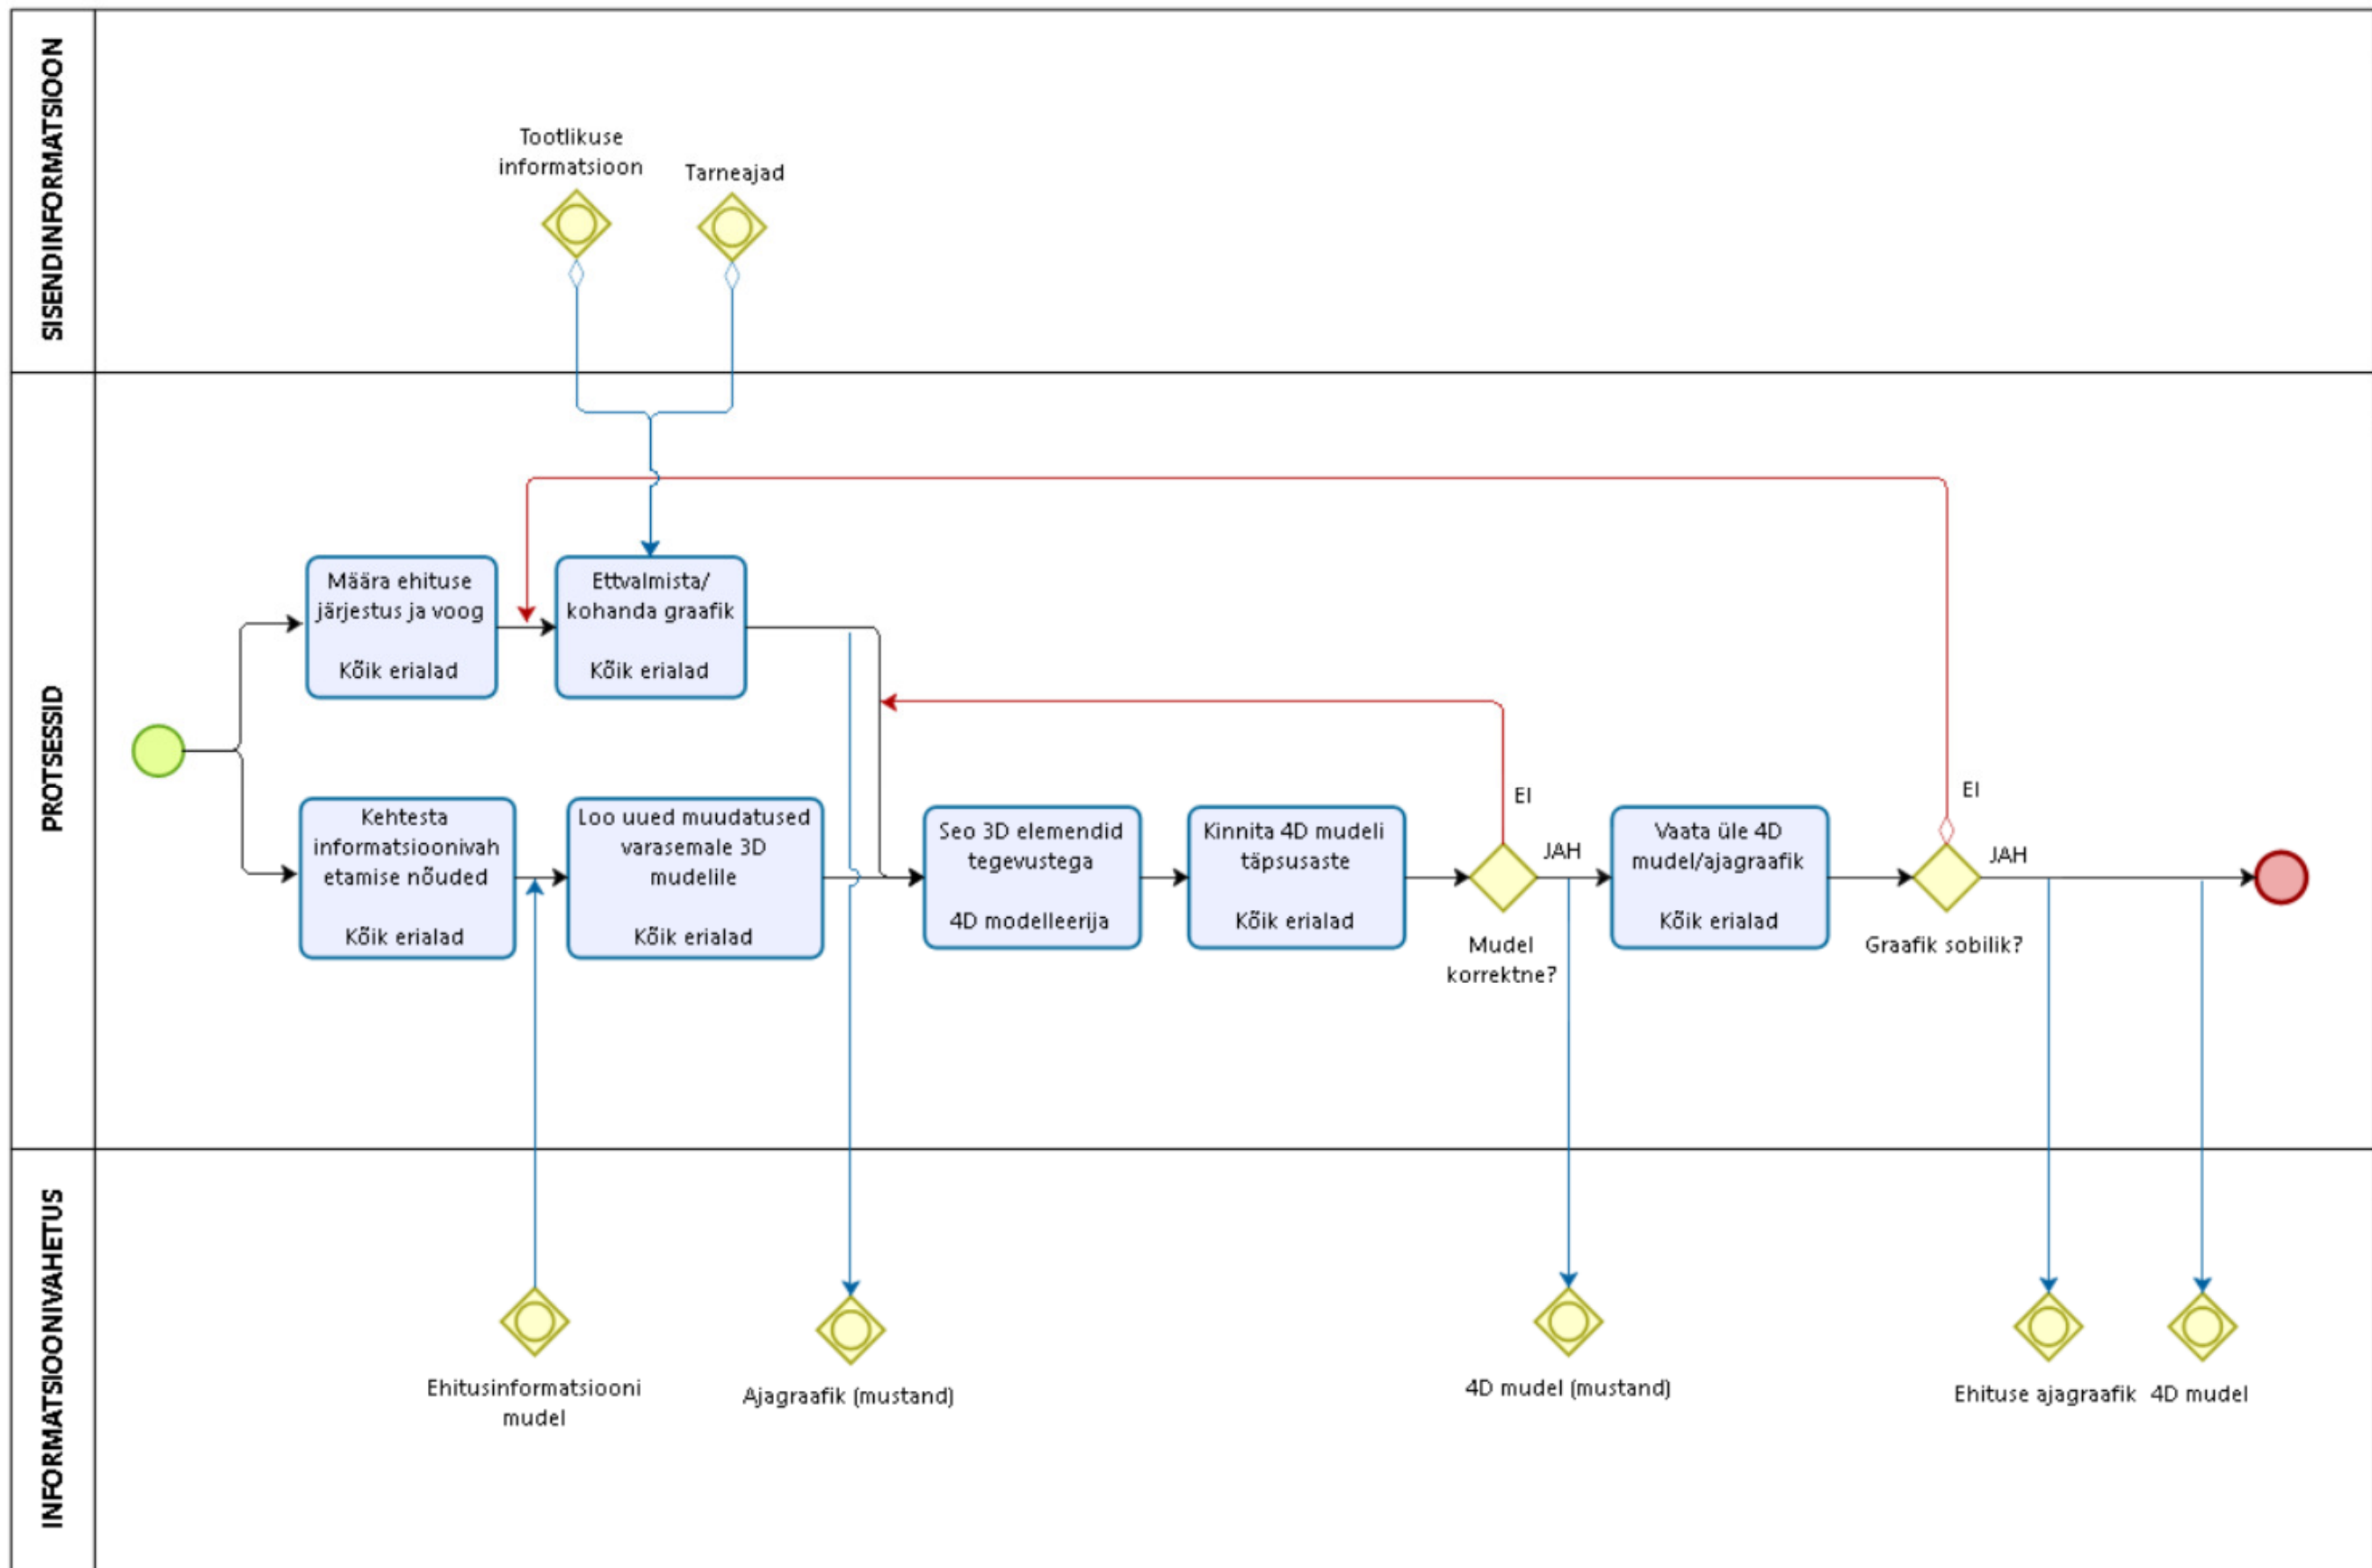 SISENDINFORMATSIOON
Tootlikuse
informatsioon
Tarneajad
PROTSESSID
Määra ehituse
järjestus ja voog
Kõik erialad
Ettvalmista/
kohanda graafik
Kõik erialad
Kehtesta
informatsioonivah
etamise nõuded
Kõik erialad
Loo uued muudatused
varasemale 3D
mudelile
Kõik erialad
Seo 3D elemendid
tegevustega
4D modelleerija
Kinnita 4D mudeli
täpsusaste
Kõik erialad
EI
JAH
Mudel
korrektne?
Vaata üle 4D
mudel/ajagraafik
Kõik erialad
EI
JAH
Graafik sobilik?
INFORMATSIOONIVAHETUS
Ehitusinformatsiooni
mudel
Ajagraafik (mustand)
4D mudel (mustand)
Ehituse ajagraafik
4D mudel